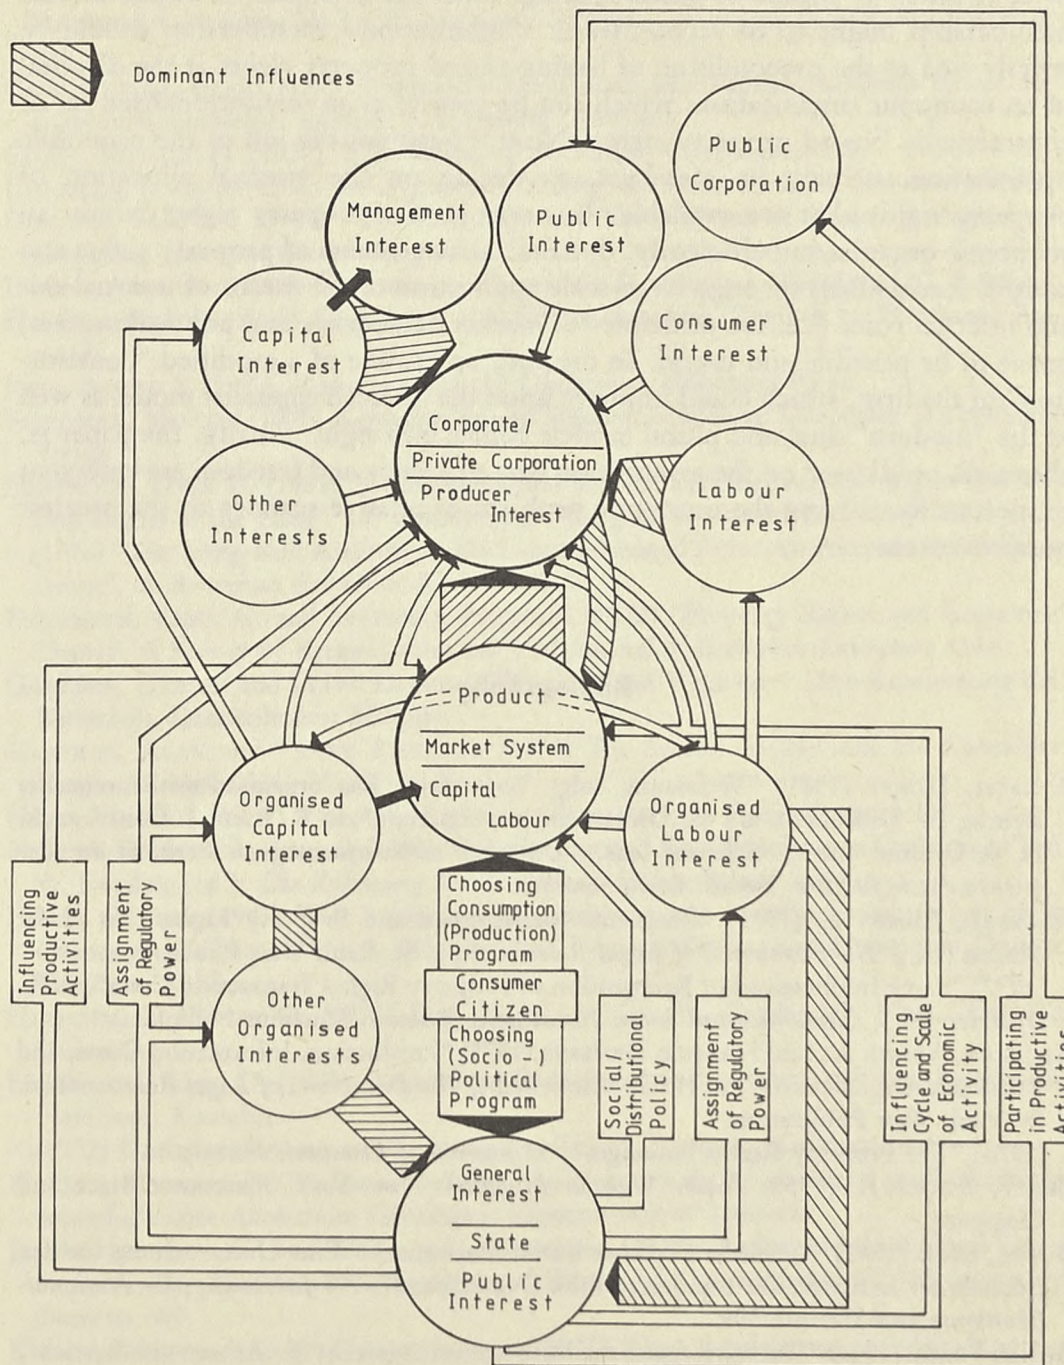 Dominant Influences
Public
Corporation
Management
Interest
Public
Interest
Capital
Interest
Consumer
Interest
Corporate /
Private Corporation
Producer
Interest
Other
Interests
Labour
Interest
Product
Market System
Capital
Labour
Organised
Capital
Interest
Organised
Labour
Interest
Influencing
Productive
Activities
Assignment
of Regulatory
Power
Choosing
Consumption
(Production)
Program
Consumer
Citizen
Choosing
(Socio -)
Political
Program
Other
Organised
Interests
Social/
Distributional
Policy
Assignment
of Regulatory
Power
Influencing
Cycle and Scale
of Economic
Activity
Participating
in Productive
Activities
General
Interest
State
Public
Interest